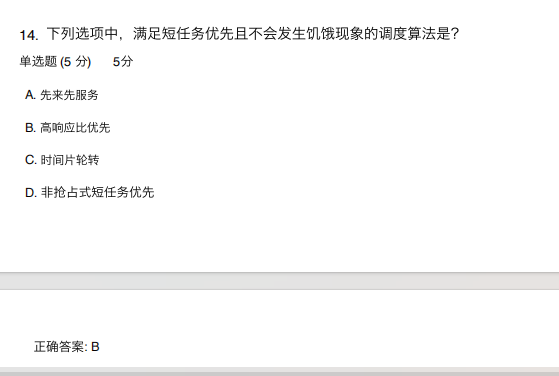 14. 下列选项中，满足短任务优先且不会发生饥饿现象的调度算法是?
单选题 (5 分) 5分
A. 先来先服务
B. 高响应比优先
C. 时间片轮转
D. 非抢占式短任务优先
正确答案: B